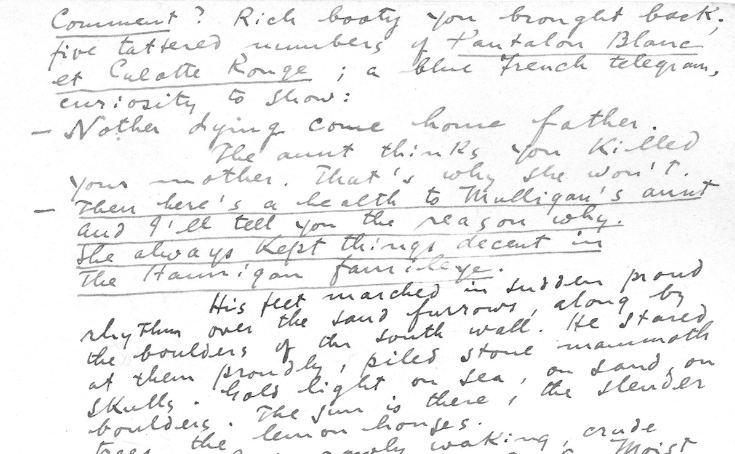 Comment? Rich booty you brought back;
five tattered numbers of Pantalon Blanc
et Culotte Rouge; a blue French telegram,
curiosity to show:
— Nother dying come home father.
The aunt thinks you killed
your mother. That's why she won't.
— Then here's a health to Mulligan's aunt
and I'll tell you the reason why.
She always kept things decent in
the Hannigan famileye.
His feet marched in sudden proud
rhythm over the sand furrows, along by
the boulders of the south wall. He stared
at them proudly, piled stone mammoth
skulls. Gold light on sea, on sand, on
boulders. The sun is there, the slender
trees, the lemon houses.
rawly waking, crude
Moist